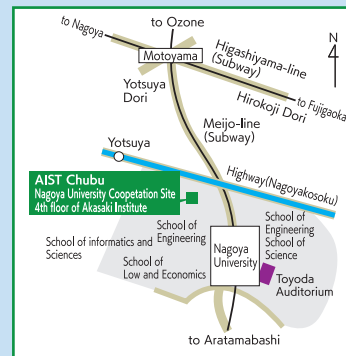 to Ozone
N
to Nagoya
Motoyama
Higashiyama-line
(Subway)
Yotsuya
Dori
Hirokoji Dori
to Fujigaoka
Meijo-line
(Subway)
Yotsuya
Highway(Nagoyakosoku)
AIST Chubu
Nagoya University Coopetation Site
4th floor of Akasaki Institute
School of
Engineering
School of
Engineering
School of
Science
School of informatics and
Sciences
School of
Low and Economics
Nagoya
University
Toyoda
Auditorium
to Aratamabashi